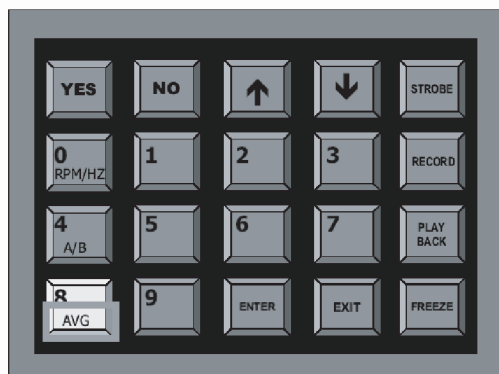 YES
NO
STROBE
0
RPM/HZ
1
2
3
RECORD
4
A/B
5
6
7
PLAY
BACK
8
AVG
9
ENTER
EXIT
FREEZE